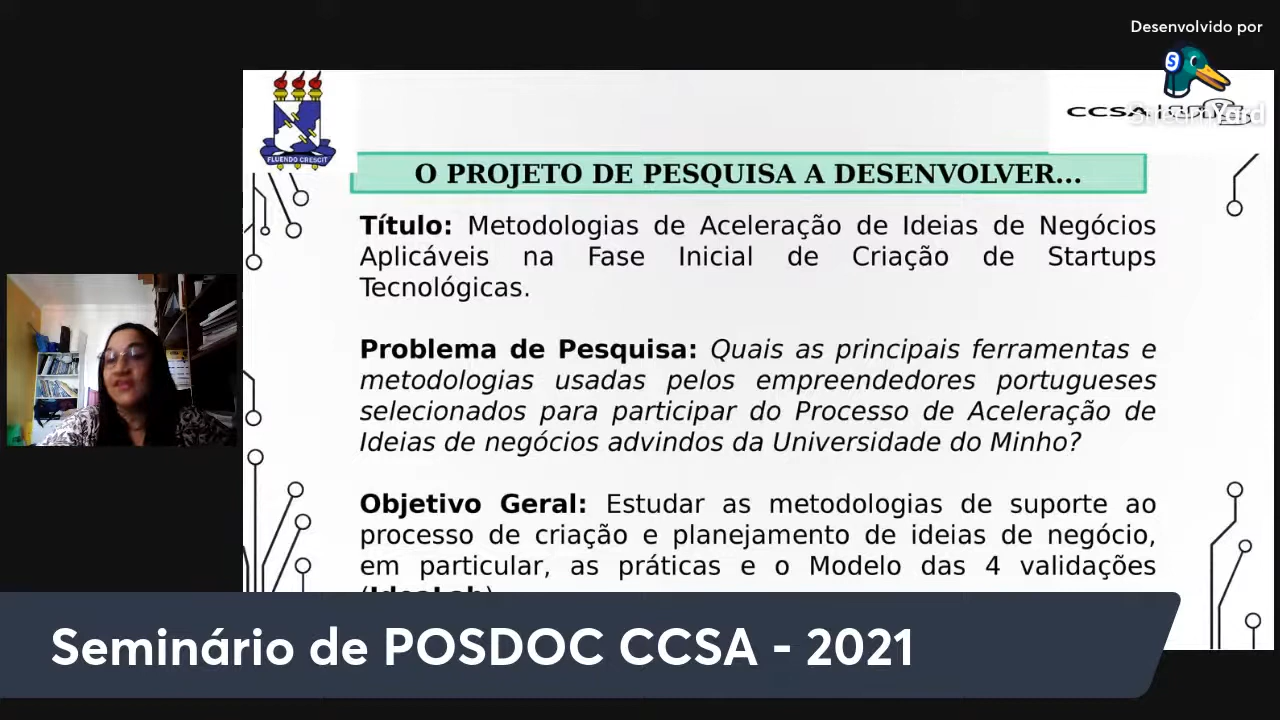 Desenvolvido por
StreamYard
CCSA
FLUENDO CRESCIT
O PROJETO DE PESQUISA A DESENVOLVER...
Título: Metodologias de Aceleração de Ideias de Negócios
Aplicáveis na Fase Inicial de Criação de Startups
Tecnológicas.
Problema de Pesquisa: Quais as principais ferramentas e
metodologias usadas pelos empreendedores portugueses
selecionados para participar do Processo de Aceleração de
Ideias de negócios advindos da Universidade do Minho?
Objetivo Geral: Estudar as metodologias de suporte ao
processo de criação e planejamento de ideias de negócio,
em particular, as práticas e o Modelo das 4 validações
(IdeaLab)
Seminário de POSDOC CCSA - 2021